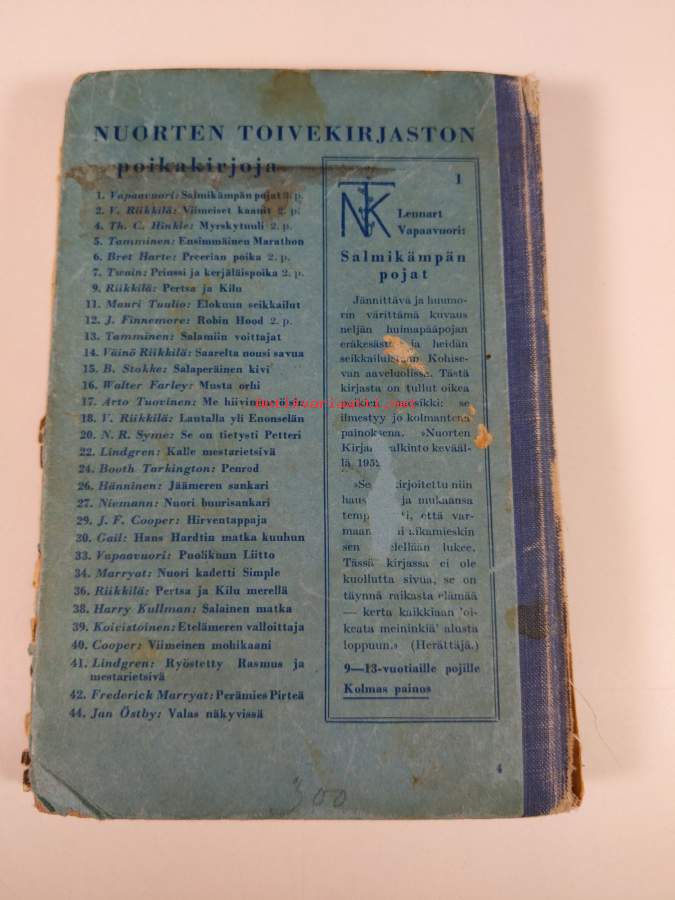 NUORTEN TOIVEKIRJASTON
poikakirjoja
1. Vapaavuori: Salmikämpän pojat 3. p.
2. V. Riikkilä: Viimeiset kaanit 2. p.
4. Th. C. Hinkle: Myrskytuuli 2. p.
5. Tamminen: Ensimmäinen Marathon
6. Bret Harte: Preerian poika 2. p.
7. Twain: Prinssi ja kerjäläispoika 2. p.
9. Riikkilä: Pertsa ja Kilu
11. Mauri Tuulio: Elokuun seikkailut
12. J. Finnemore: Robin Hood 2. p.
13. Tamminen: Salamiin voittajat
14. Väinö Riikkilä: Saarelta nousi savua
15. B. Stokke: Salaperäinen kivi
16. Walter Farley: Musta orhi
17. Arto Tuovinen: Me hiivimme
18. V. Riikkilä: Lautalla yli Enonselän
20. N. R. Syme: Se on tietysti Petteri
22. Lindgren: Kalle mestarietsivä
24. Booth Tarkington: Penrod
26. Hänninen: Jäämeren sankari
27. Niemann: Nuori buurisankari
29. J. F. Cooper: Hirventappaja
30. Gail: Hans Hardtin matka kuuhun
33. Vapaavuori: Puolikuun Liitto
34. Marryat: Nuori kadetti Simple
36. Riikkilä: Pertsa ja Kilu merellä
38. Harry Kullman: Salainen matka
39. Koivistoinen: Etelämeren valloittaja
40. Cooper: Viimeinen mohikaani
41. Lindgren: Ryöstetty Rasmus ja
mestarietsivä
42. Frederick Marryat: Perämies Pirteä
44. Jan Östby: Valas näkyvissä
NTK
1
Lennart
Vapaavuori:
Salmikämpän
pojat
Jännittävä ja huumo-
rin värittämä kuvaus
neljän huimapääpojan
eräkesästä ja heidän
seikkailuistaan Kohise-
van aaveluolissa. Tästä
kirjasta on tullut oikea
se
ilmestyy jo kolmantena
painoksena. »Nuorten
Kirjan palkinto kevääl-
lä 1952
»Se kirjoitettu niin
haus ja mukaansa
temp että var-
maan aikamieskin
sen lukee.
Tässä kirjassa ei ole
kuollutta sivua, se on
täynnä raikasta elämää
— kerta kaikkiaan 'oi-
keata meininkiä' alusta
loppuun.» (Herättäjä.)
9—13-vuotiaille pojille
Kolmas painos
4
300